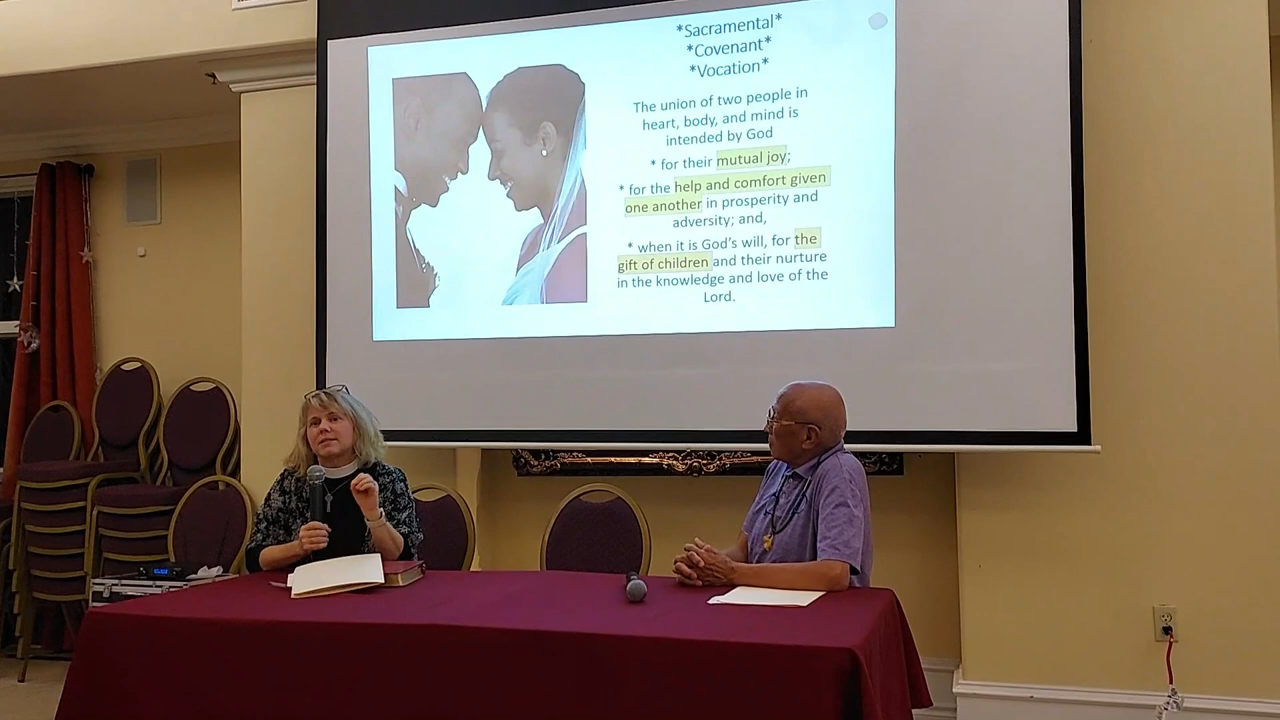 *Sacramental*
*Covenant*
*Vocation*
The union of two people in
heart, body, and mind is
intended by God
* for their mutual joy;
* for the help and comfort given
one another in prosperity and
adversity; and,
* when it is God's will, for the
gift of children and their nurture
in the knowledge and love of the
Lord.